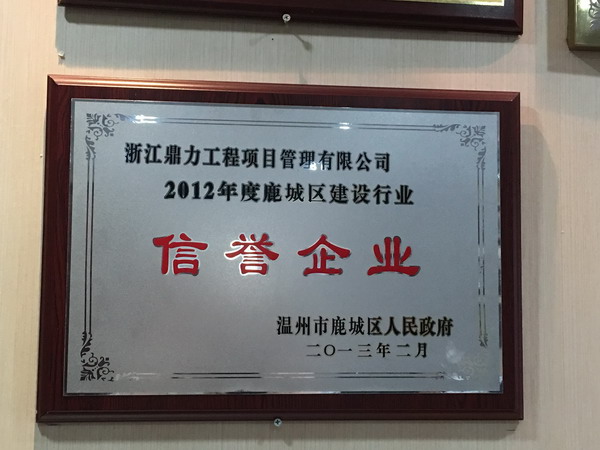 浙江鼎力工程项目管理有限公司
2012年度鹿城区建设行业
信誉企业
温州市鹿城区人民政府
二〇一三年二月